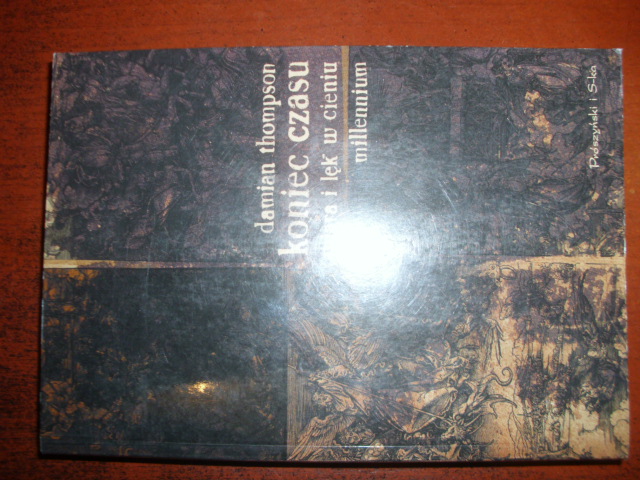 damian thompson
koniec czasu
i lęk w cieniu
millennium
Prószyński i S-ka